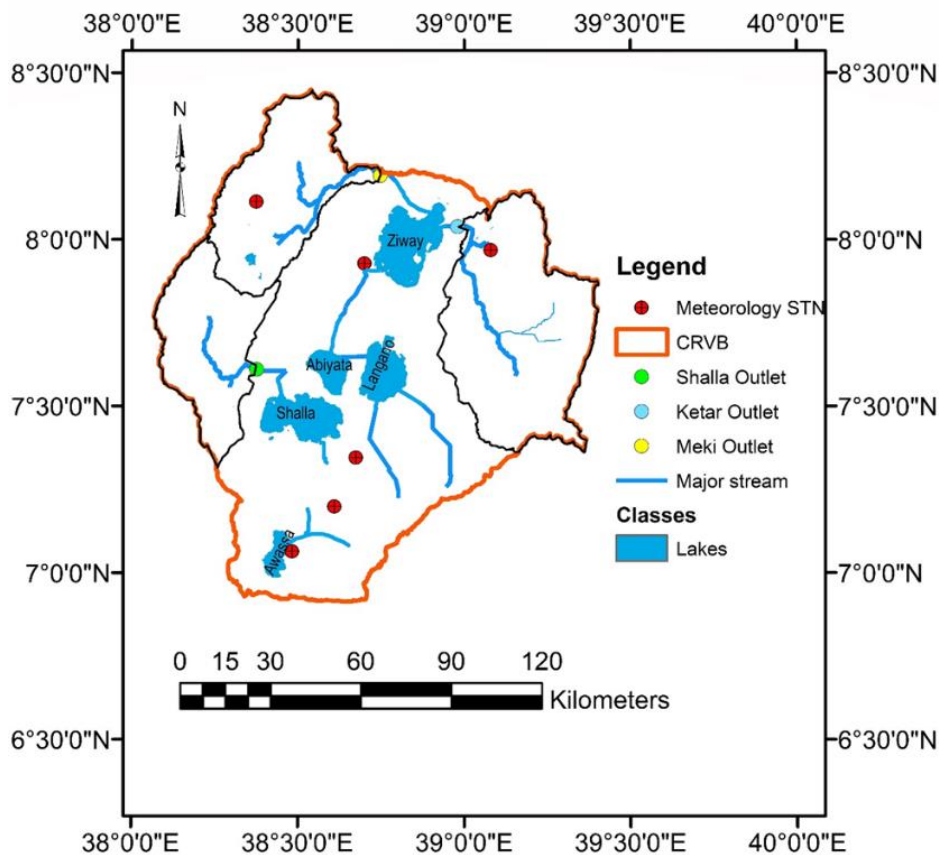 38°0'0"E 38°30'0"E 39°0'0"E 39°30'0"E 40°0'0"E
8°30'0"N 8°30'0"N
N
8°0'0"N 8°0'0"N
Ziway
Legend
Meteorology STN
CRVB
Shalla Outlet
Ketar Outlet
Meki Outlet
Major stream
Classes
Lakes
Abiyata
Langano
7°30'0"N 7°30'0"N
Shalla
Awassa
7°0'0"N 7°0'0"N
0 15 30 60 90 120
Kilometers
6°30'0"N 6°30'0"N
38°0'0"E 38°30'0"E 39°0'0"E 39°30'0"E 40°0'0"E